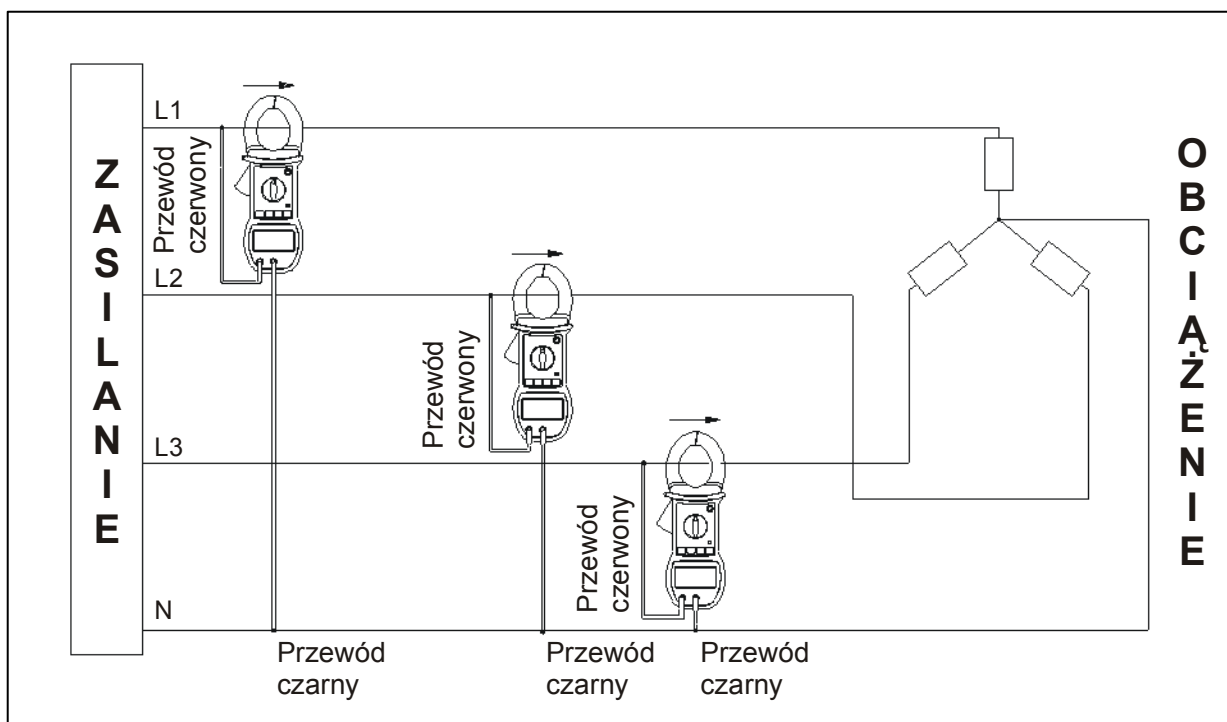 ZASILANIE
L1
Przewód
czerwony
L2
Przewód
czerwony
L3
Przewód
czerwony
N
Przewód
czarny
Przewód
czarny
Przewód
czarny
OBCIĄŻENIE